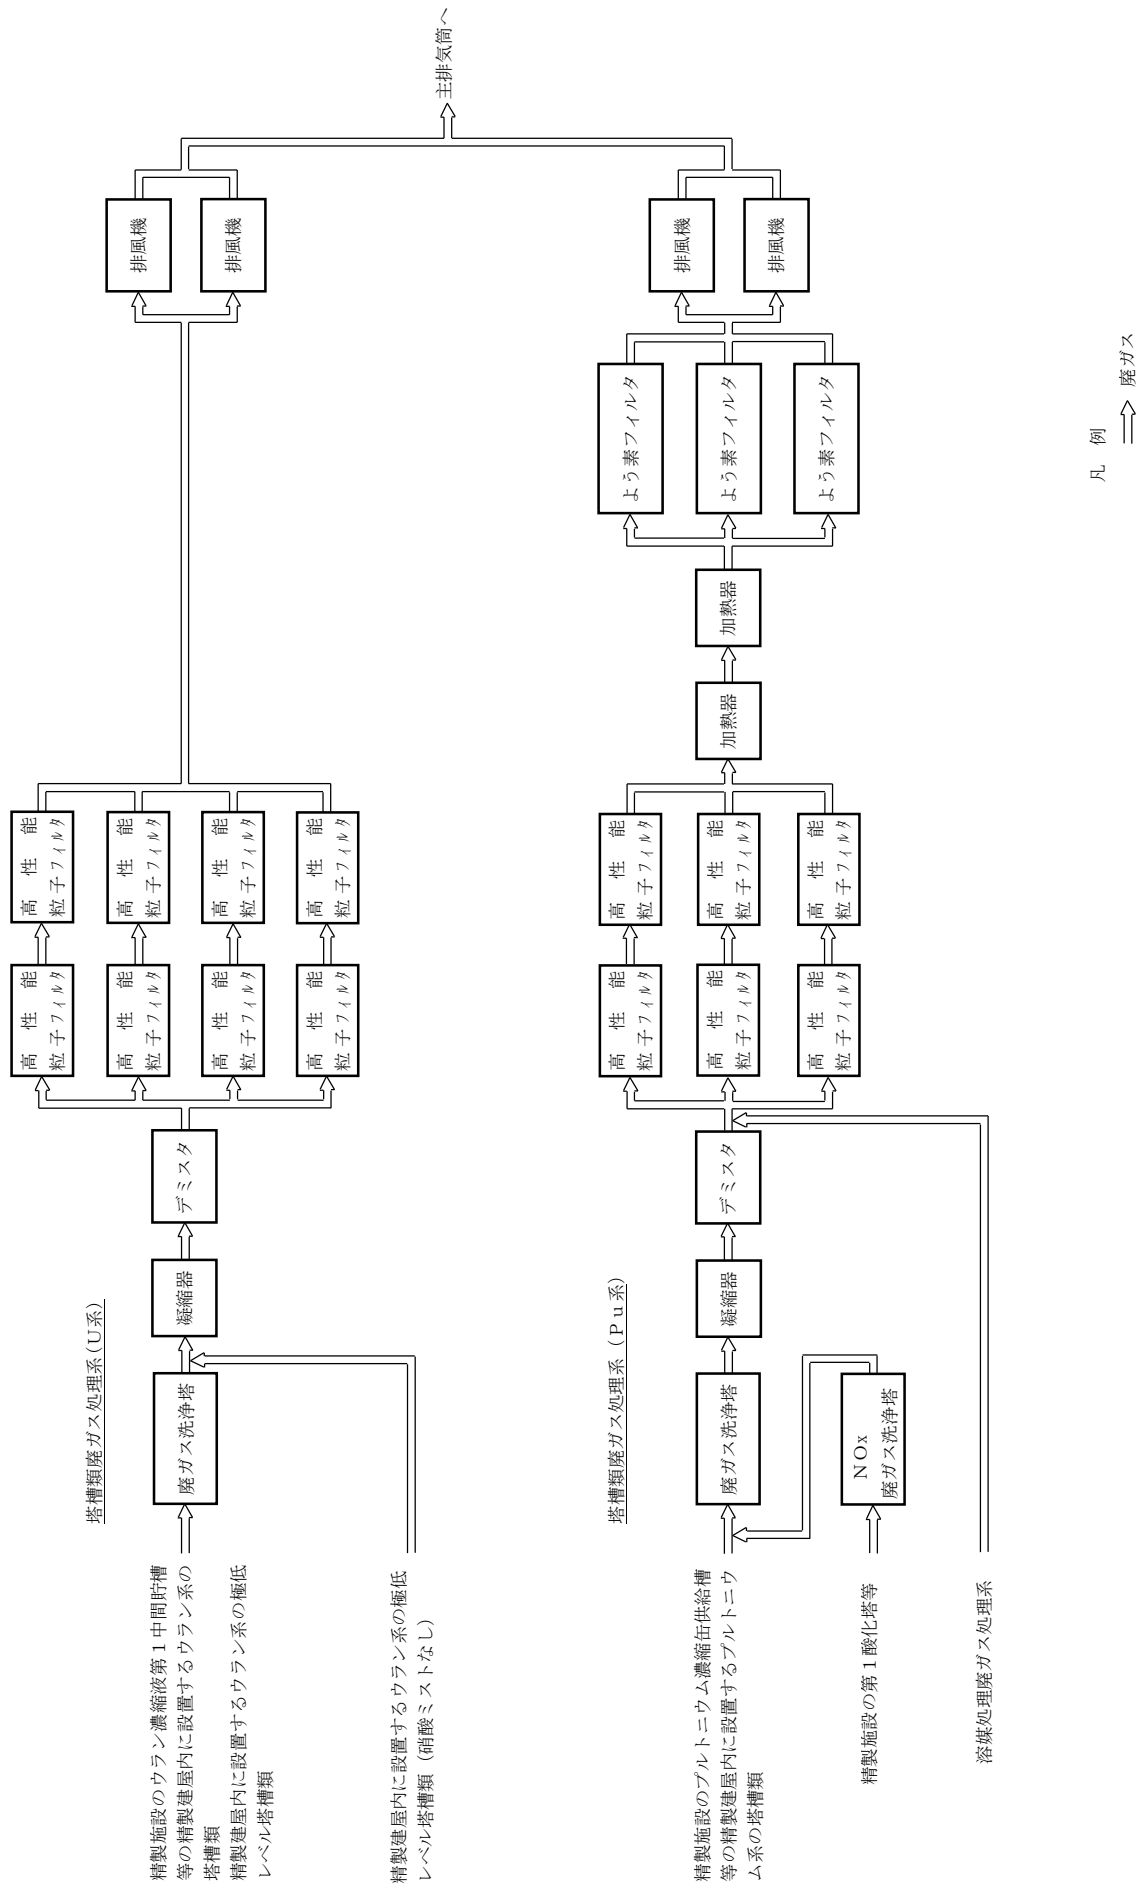 塔槽類廃ガス処理系(U系)
精製施設のウラン濃縮液第1中間貯槽
等の精製建屋内に設置するウラン系の
塔槽類
精製建屋内に設置するウラン系の極低
レベル塔槽類
精製建屋内に設置するウラン系の極低
レベル塔槽類（硝酸ミストなし）
廃ガス洗浄塔
凝縮器
デミスタ
高性能
粒子フィルタ
高性能
粒子フィルタ
高性能
粒子フィルタ
高性能
粒子フィルタ
高性能
粒子フィルタ
高性能
粒子フィルタ
高性能
粒子フィルタ
高性能
粒子フィルタ
排風機
排風機
主排気筒へ
塔槽類廃ガス処理系（Pu系）
精製施設のプルトニウム濃縮缶供給槽
等の精製建屋内に設置するプルトニウ
ム系の塔槽類
精製施設の第1酸化塔等
溶媒処理廃ガス処理系
廃ガス洗浄塔
NOx
廃ガス洗浄塔
凝縮器
デミスタ
高性能
粒子フィルタ
高性能
粒子フィルタ
高性能
粒子フィルタ
高性能
粒子フィルタ
高性能
粒子フィルタ
高性能
粒子フィルタ
加熱器
加熱器
よう素フィルタ
よう素フィルタ
よう素フィルタ
排風機
排風機
凡 例
廃ガス